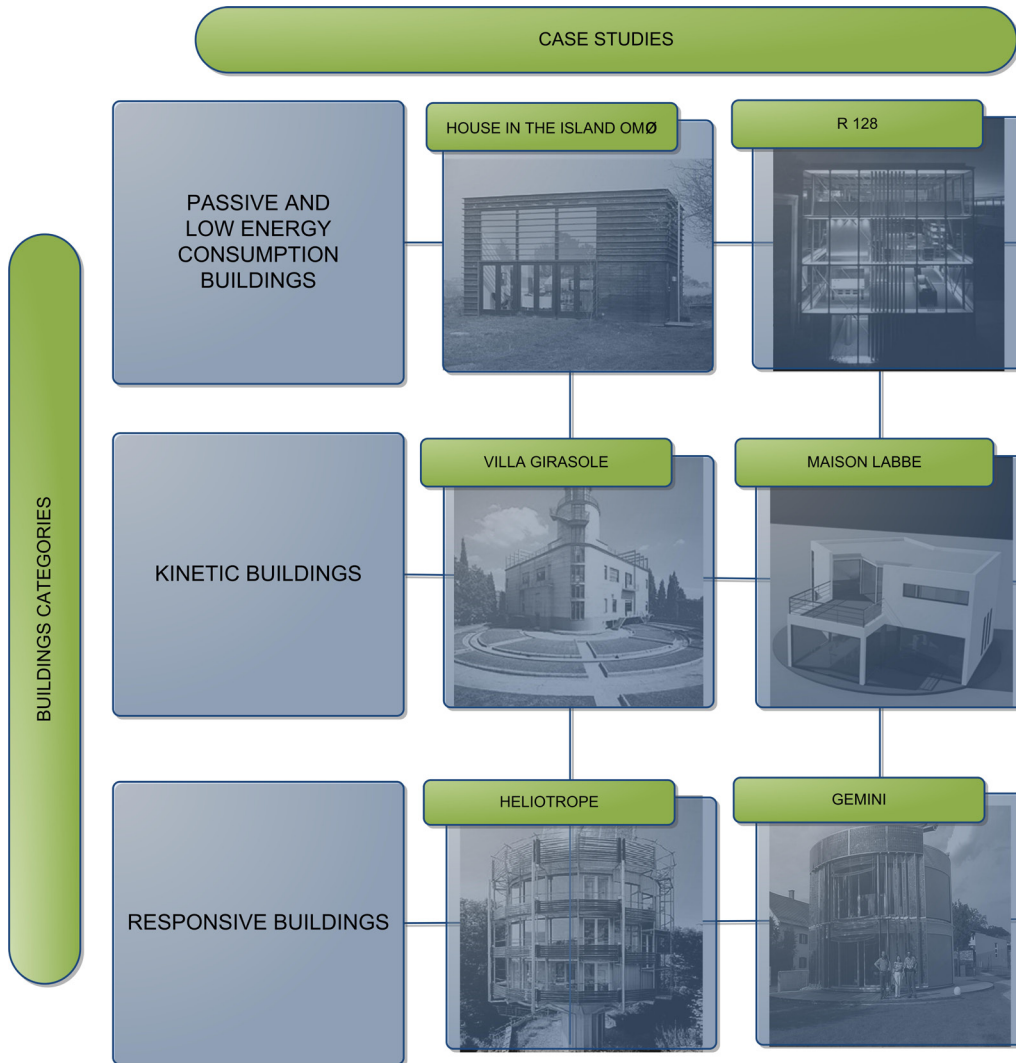 CASE STUDIES
HOUSE IN THE ISLAND OMØ
R 128
PASSIVE AND
LOW ENERGY
CONSUMPTION
BUILDINGS
BUILDINGS CATEGORIES
VILLA GIRASOLE
MAISON LABBE
KINETIC BUILDINGS
HELIOTROPE
GEMINI
RESPONSIVE BUILDINGS